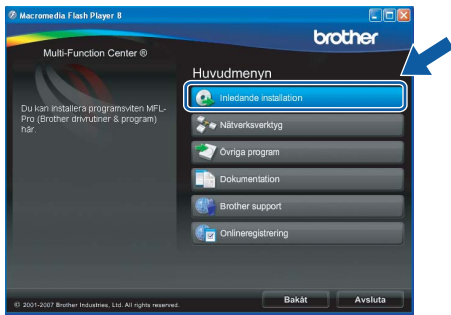 Macromedia Flash Player 8
brother
Multi-Function Center ®
Huvudmenyn
Du kan installera programsviten MFL-
Pro (Brother drivrutiner & program)
här.
Inledande installation
Nätverksverktyg
Övriga program
Dokumentation
Brother support
Onlineregistrering
© 2001-2007 Brother Industries, Ltd. All rights reserved.
Bakåt
Avsluta